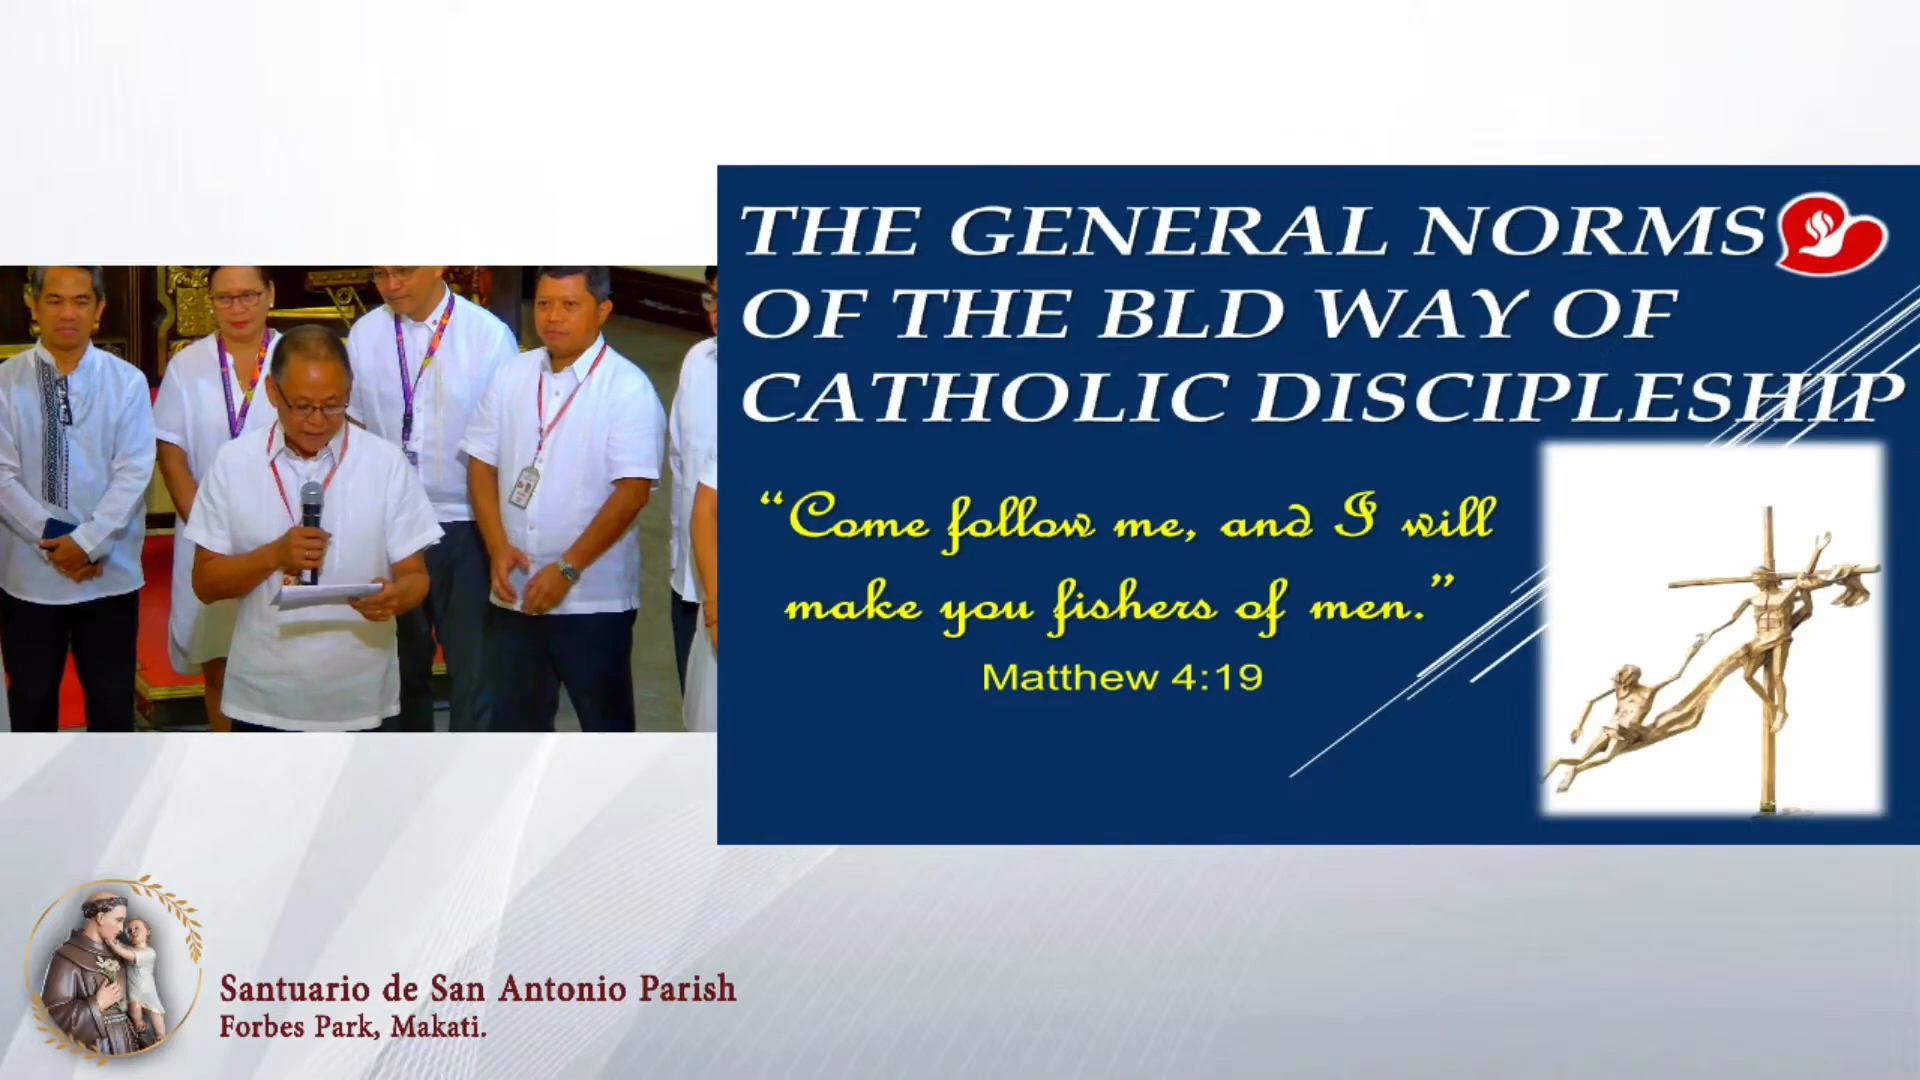 THE GENERAL NORMS
OF THE BLD WAY OF
CATHOLIC DISCIPLESHIP
“Come follow me, and I will
make you fishers of men.”
Matthew 4:19
Santuario de San Antonio Parish
Forbes Park, Makati.